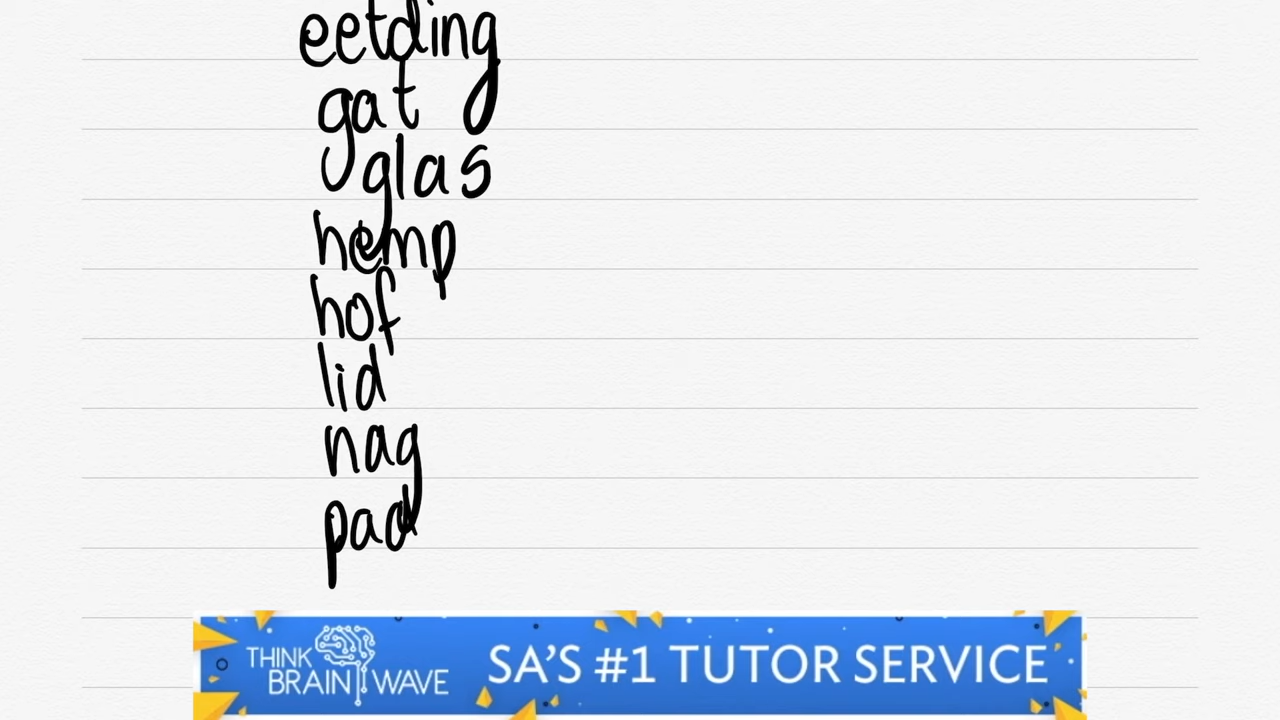 eetding
gat
glas
hemp
hof
lid
nag
pad
THINK
BRAIN WAVE
SA'S #1 TUTOR SERVICE